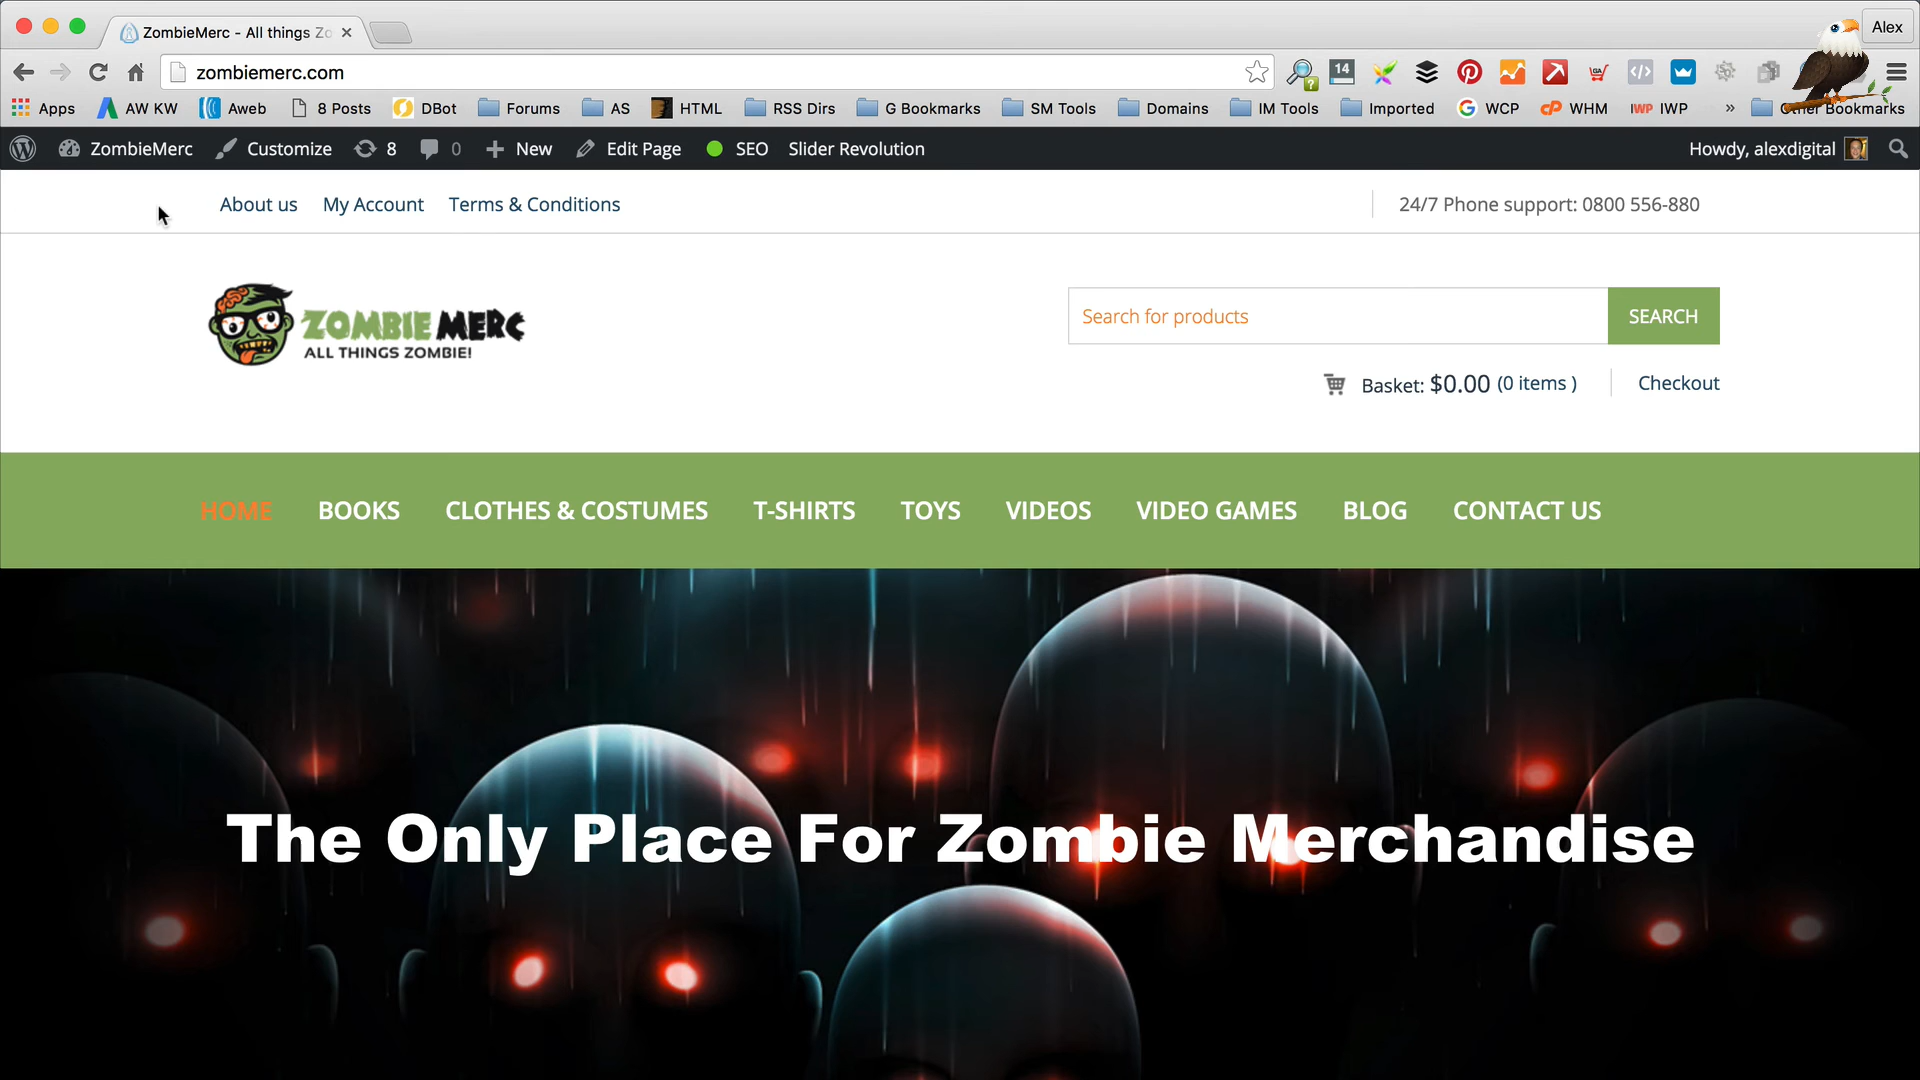 ZombieMerc - All things Zo
Alex
zombiemerc.com
14
Apps
AW KW
Aweb
8 Posts
DBot
Forums
AS
HTML
RSS Dirs
G Bookmarks
SM Tools
Domains
IM Tools
Imported
WCP
WHM
IWP
IWP
»
Other Bookmarks
ZombieMerc
Customize
8
0
New
Edit Page
SEO
Slider Revolution
Howdy, alexdigital
About us
My Account
Terms & Conditions
24/7 Phone support: 0800 556-880
ZOMBIE MERC
ALL THINGS ZOMBIE!
Search for products
SEARCH
Basket: $0.00 (0 items )
Checkout
HOME
BOOKS
CLOTHES & COSTUMES
T-SHIRTS
TOYS
VIDEOS
VIDEO GAMES
BLOG
CONTACT US
The Only Place For Zombie Merchandise